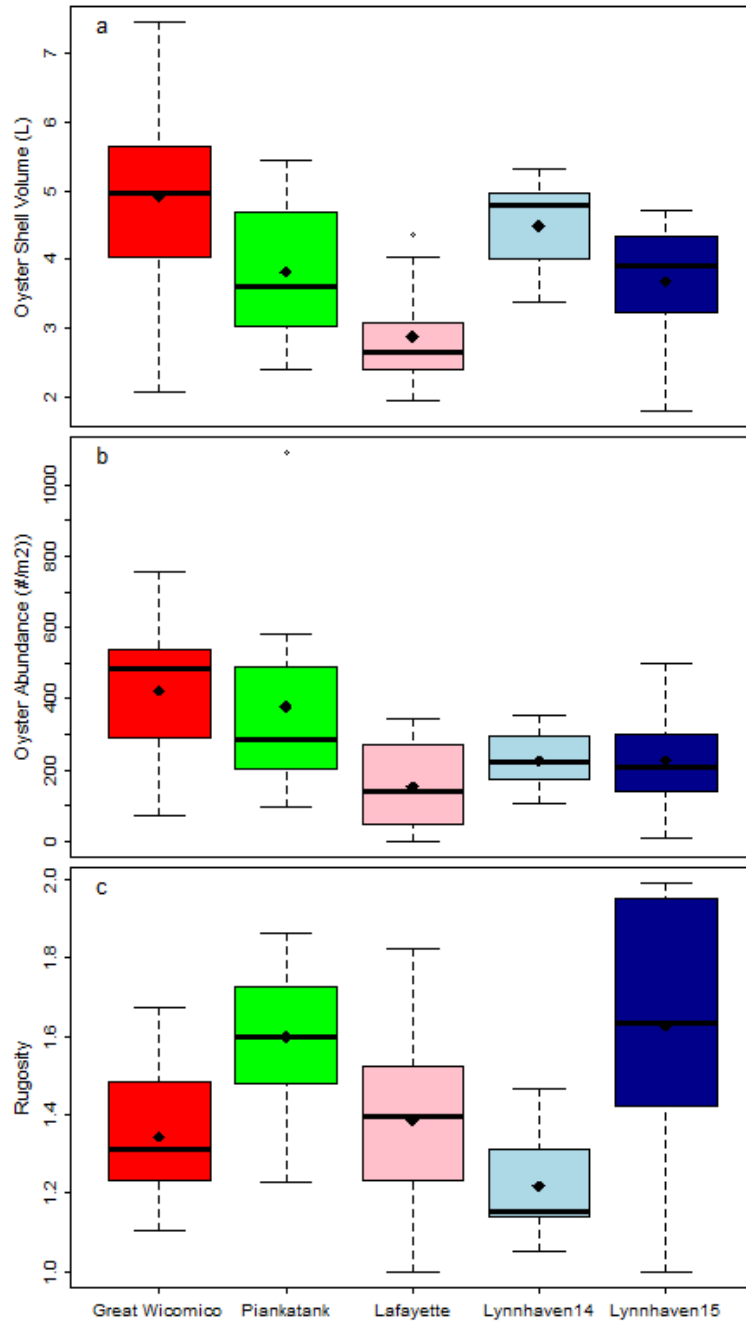 a
Oyster Shell Volume (L)
7
6
5
4
3
2
b
Oyster Abundance (#/m2))
1000
800
600
400
200
0
c
Rugosity
2.0
1.8
1.6
1.4
1.2
1.0
Great Wicomico Piankatank Lafayette Lynnhaven14 Lynnhaven15